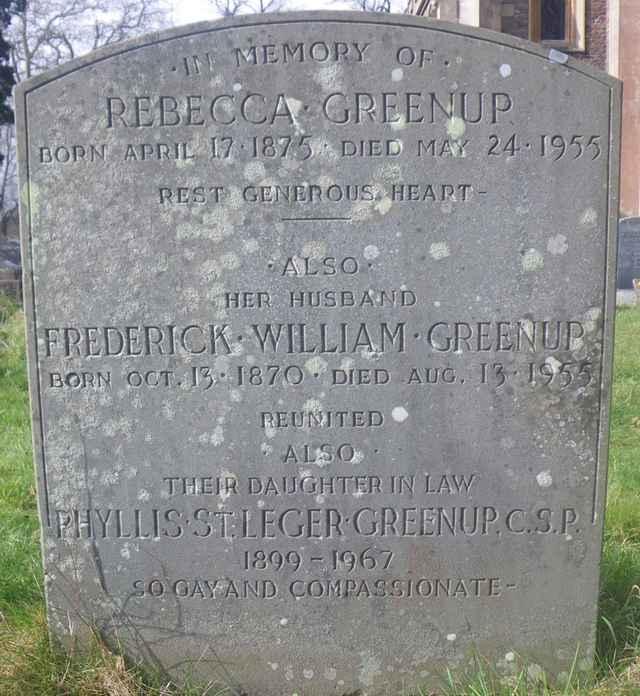 ·IN MEMORY OF·
REBECCA·GREENUP
BORN APRIL 17·1875·DIED MAY 24·1955
REST GENEROUS HEART-
·ALSO·
HER HUSBAND
FREDERICK·WILLIAM·GREENUP
BORN OCT. 13·1870·DIED AUG. 13·1955
REUNITED
·ALSO·
THEIR DAUGHTER IN LAW
PHYLLIS·ST. LEGER·GREENUP. C.S.P.
1899-1967
SO GAY AND COMPASSIONATE-